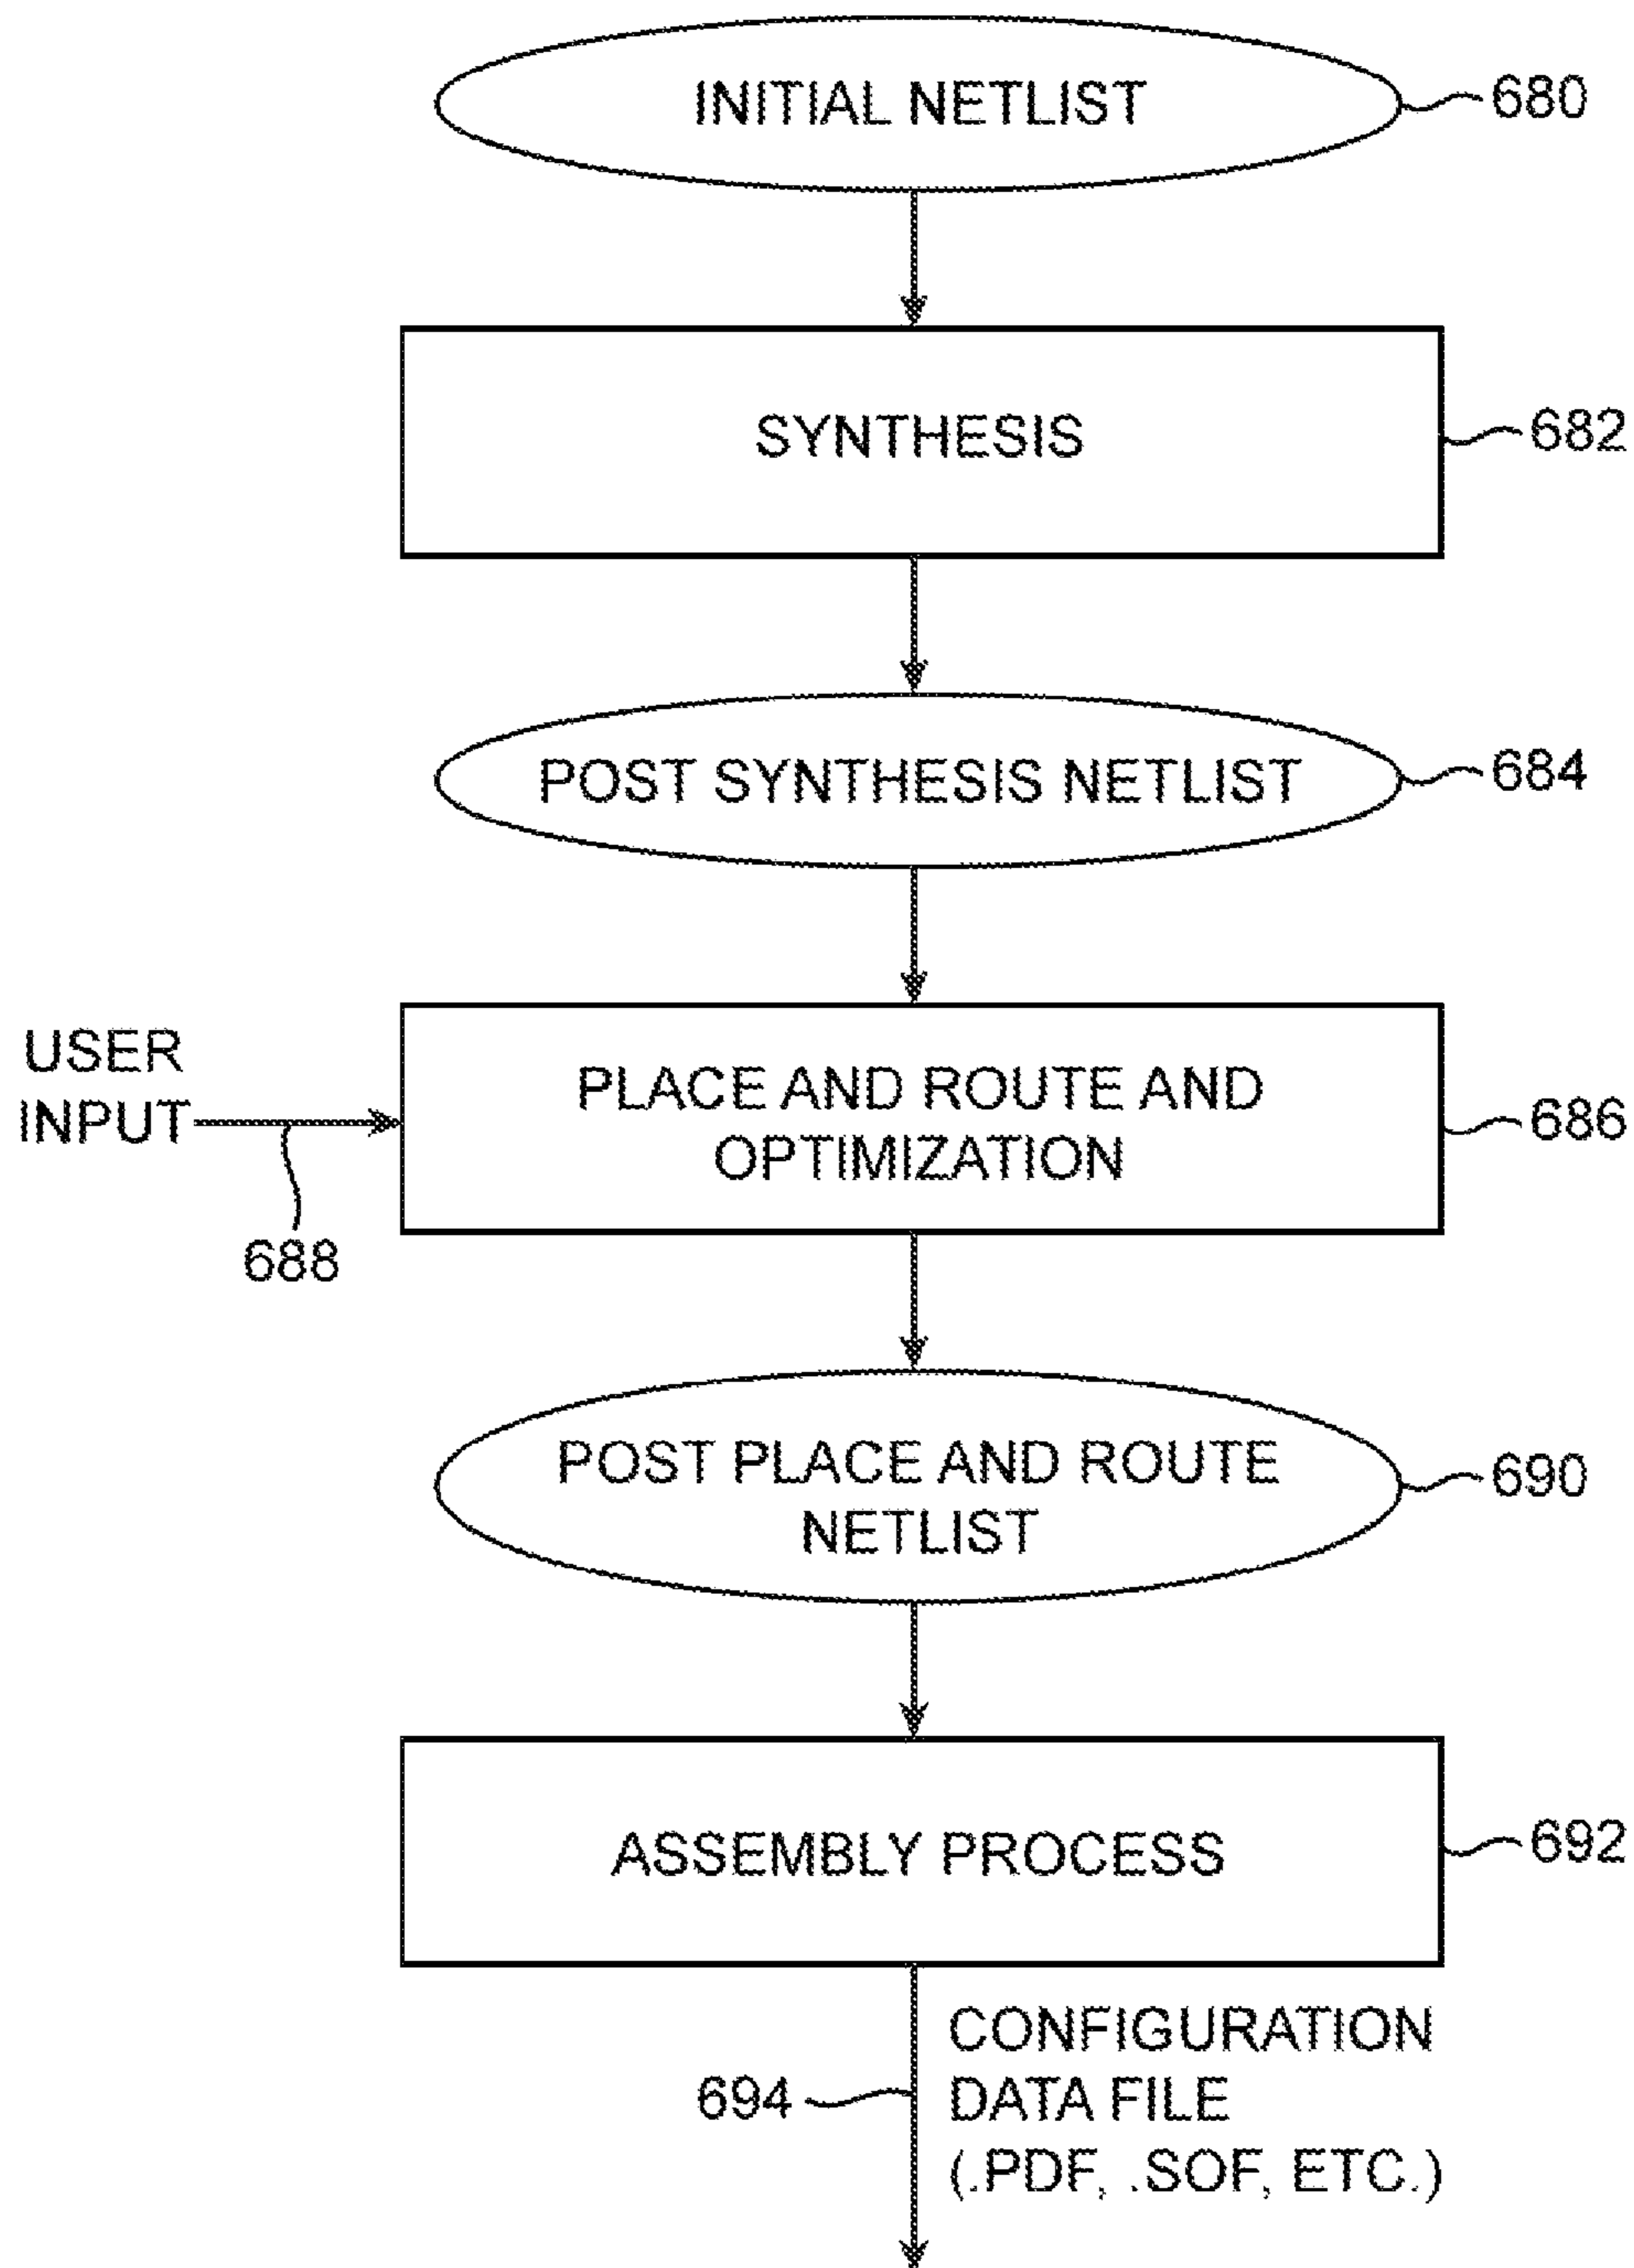 INITIAL NETLIST
680
SYNTHESIS
682
POST SYNTHESIS NETLIST
684
USER
INPUT
688
PLACE AND ROUTE AND
OPTIMIZATION
686
POST PLACE AND ROUTE
NETLIST
690
ASSEMBLY PROCESS
692
694
CONFIGURATION
DATA FILE
(.PDF, .SOF, ETC.)